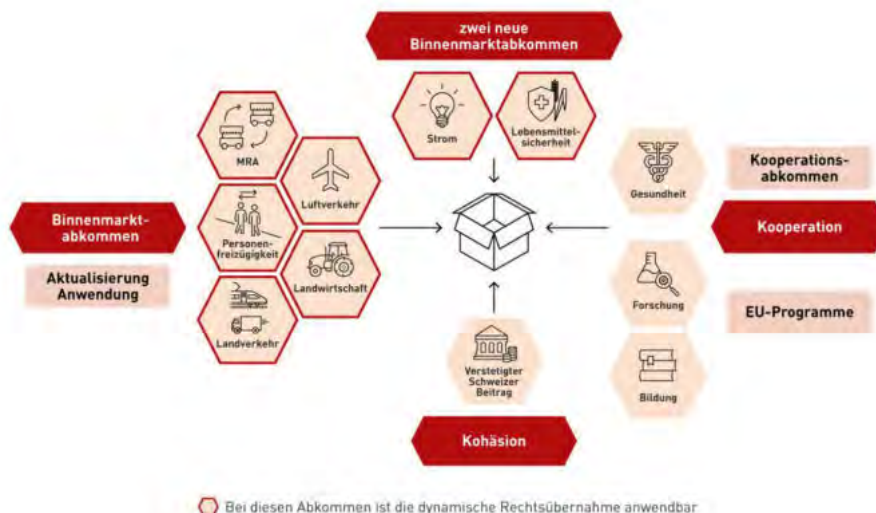 zwei neue
Binnenmarktabkommen
Strom
Lebensmittel-
sicherheit
MRA
Luftverkehr
Personen-
freizügigkeit
Landwirtschaft
Landverkehr
Binnenmarkt-
abkommen
Aktualisierung
Anwendung
Gesundheit
Kooperations-
abkommen
Kooperation
Forschung
EU-Programme
Bildung
Verstetigter
Schweizer
Beitrag
Kohäsion
Bei diesen Abkommen ist die dynamische Rechtsübernahme anwendbar